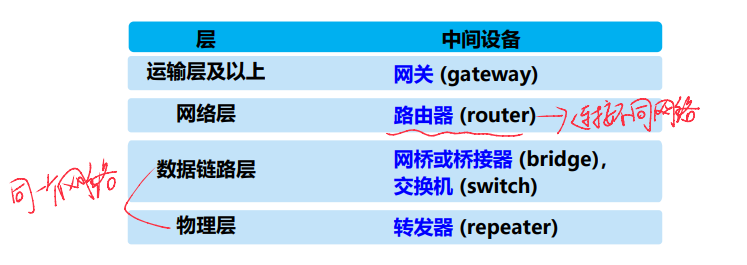 层 中间设备
运输层及以上 网关 (gateway)
网络层 路由器 (router) → 连接不同网络
数据链路层 网桥或桥接器 (bridge),
交换机 (switch)
同一个网络
物理层 转发器 (repeater)